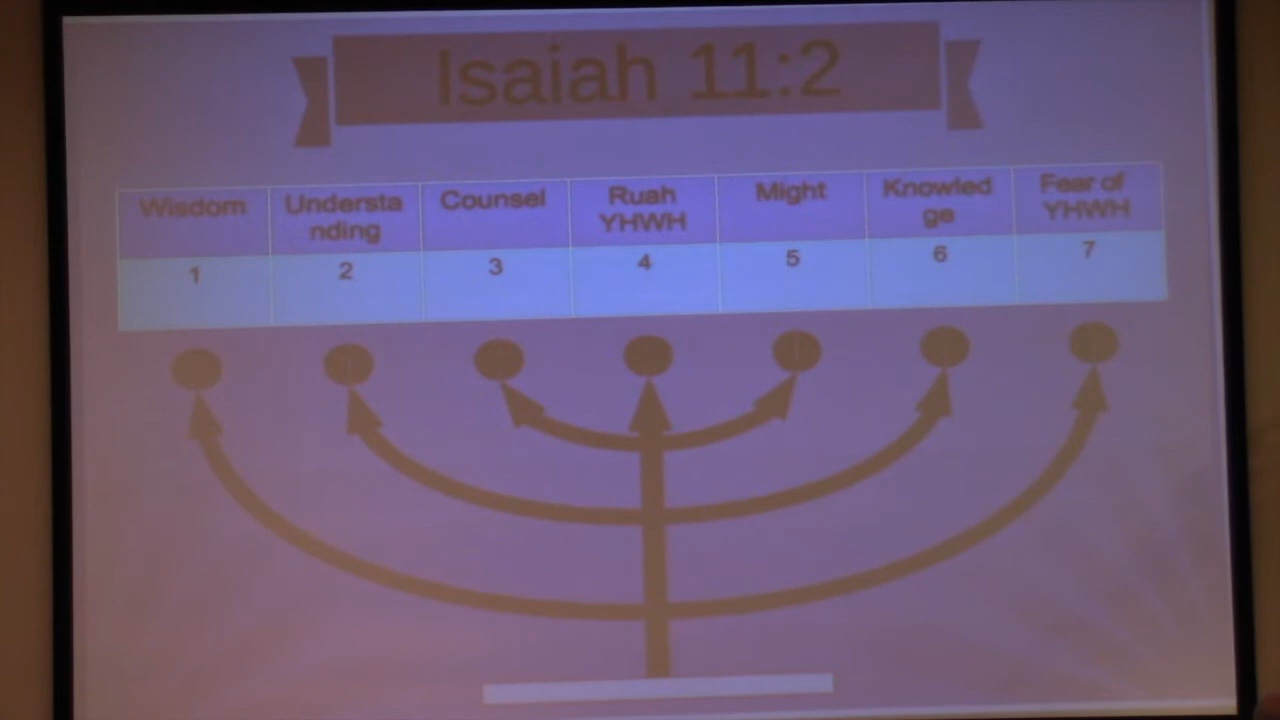 Isaiah 11:2
Wisdom
Understa
nding
Counsel
Ruah
YHWH
Might
Knowled
ge
Fear of
YHWH
1
2
3
4
5
6
7